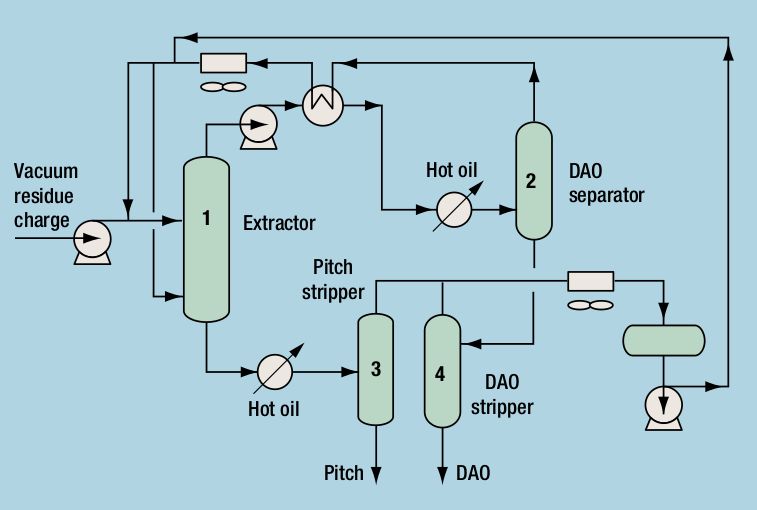 Vacuum
residue
charge
1
Extractor
Hot oil
2
DAO
separator
Pitch
stripper
3
4
DAO
stripper
Hot oil
Pitch
DAO